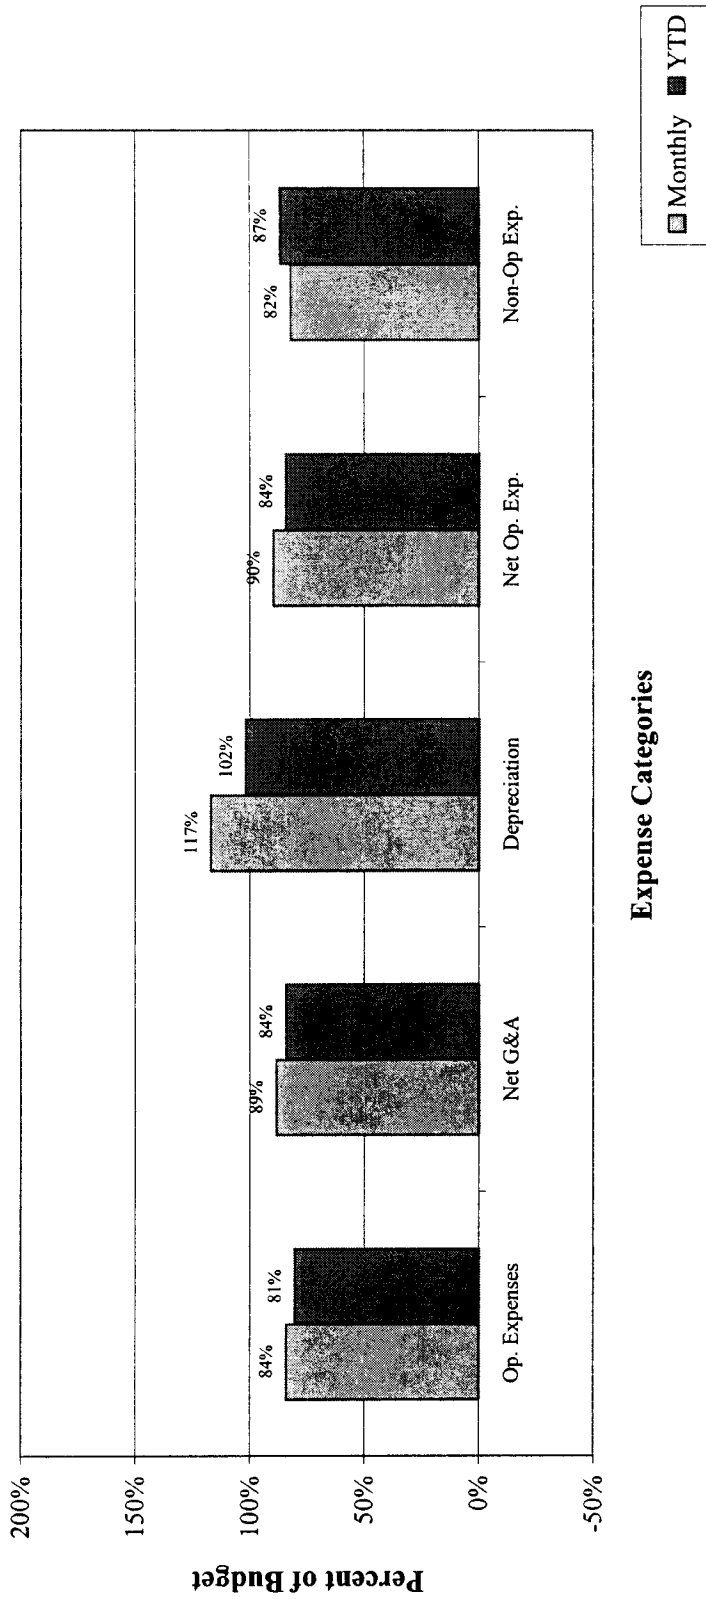 Percent of Budget
200%
150%
100%
50%
0%
-50%
84%
81%
89%
84%
117%
102%
90%
84%
82%
87%
Op. Expenses
Net G&A
Depreciation
Net Op. Exp.
Non-Op Exp.
Expense Categories
Monthly YTD